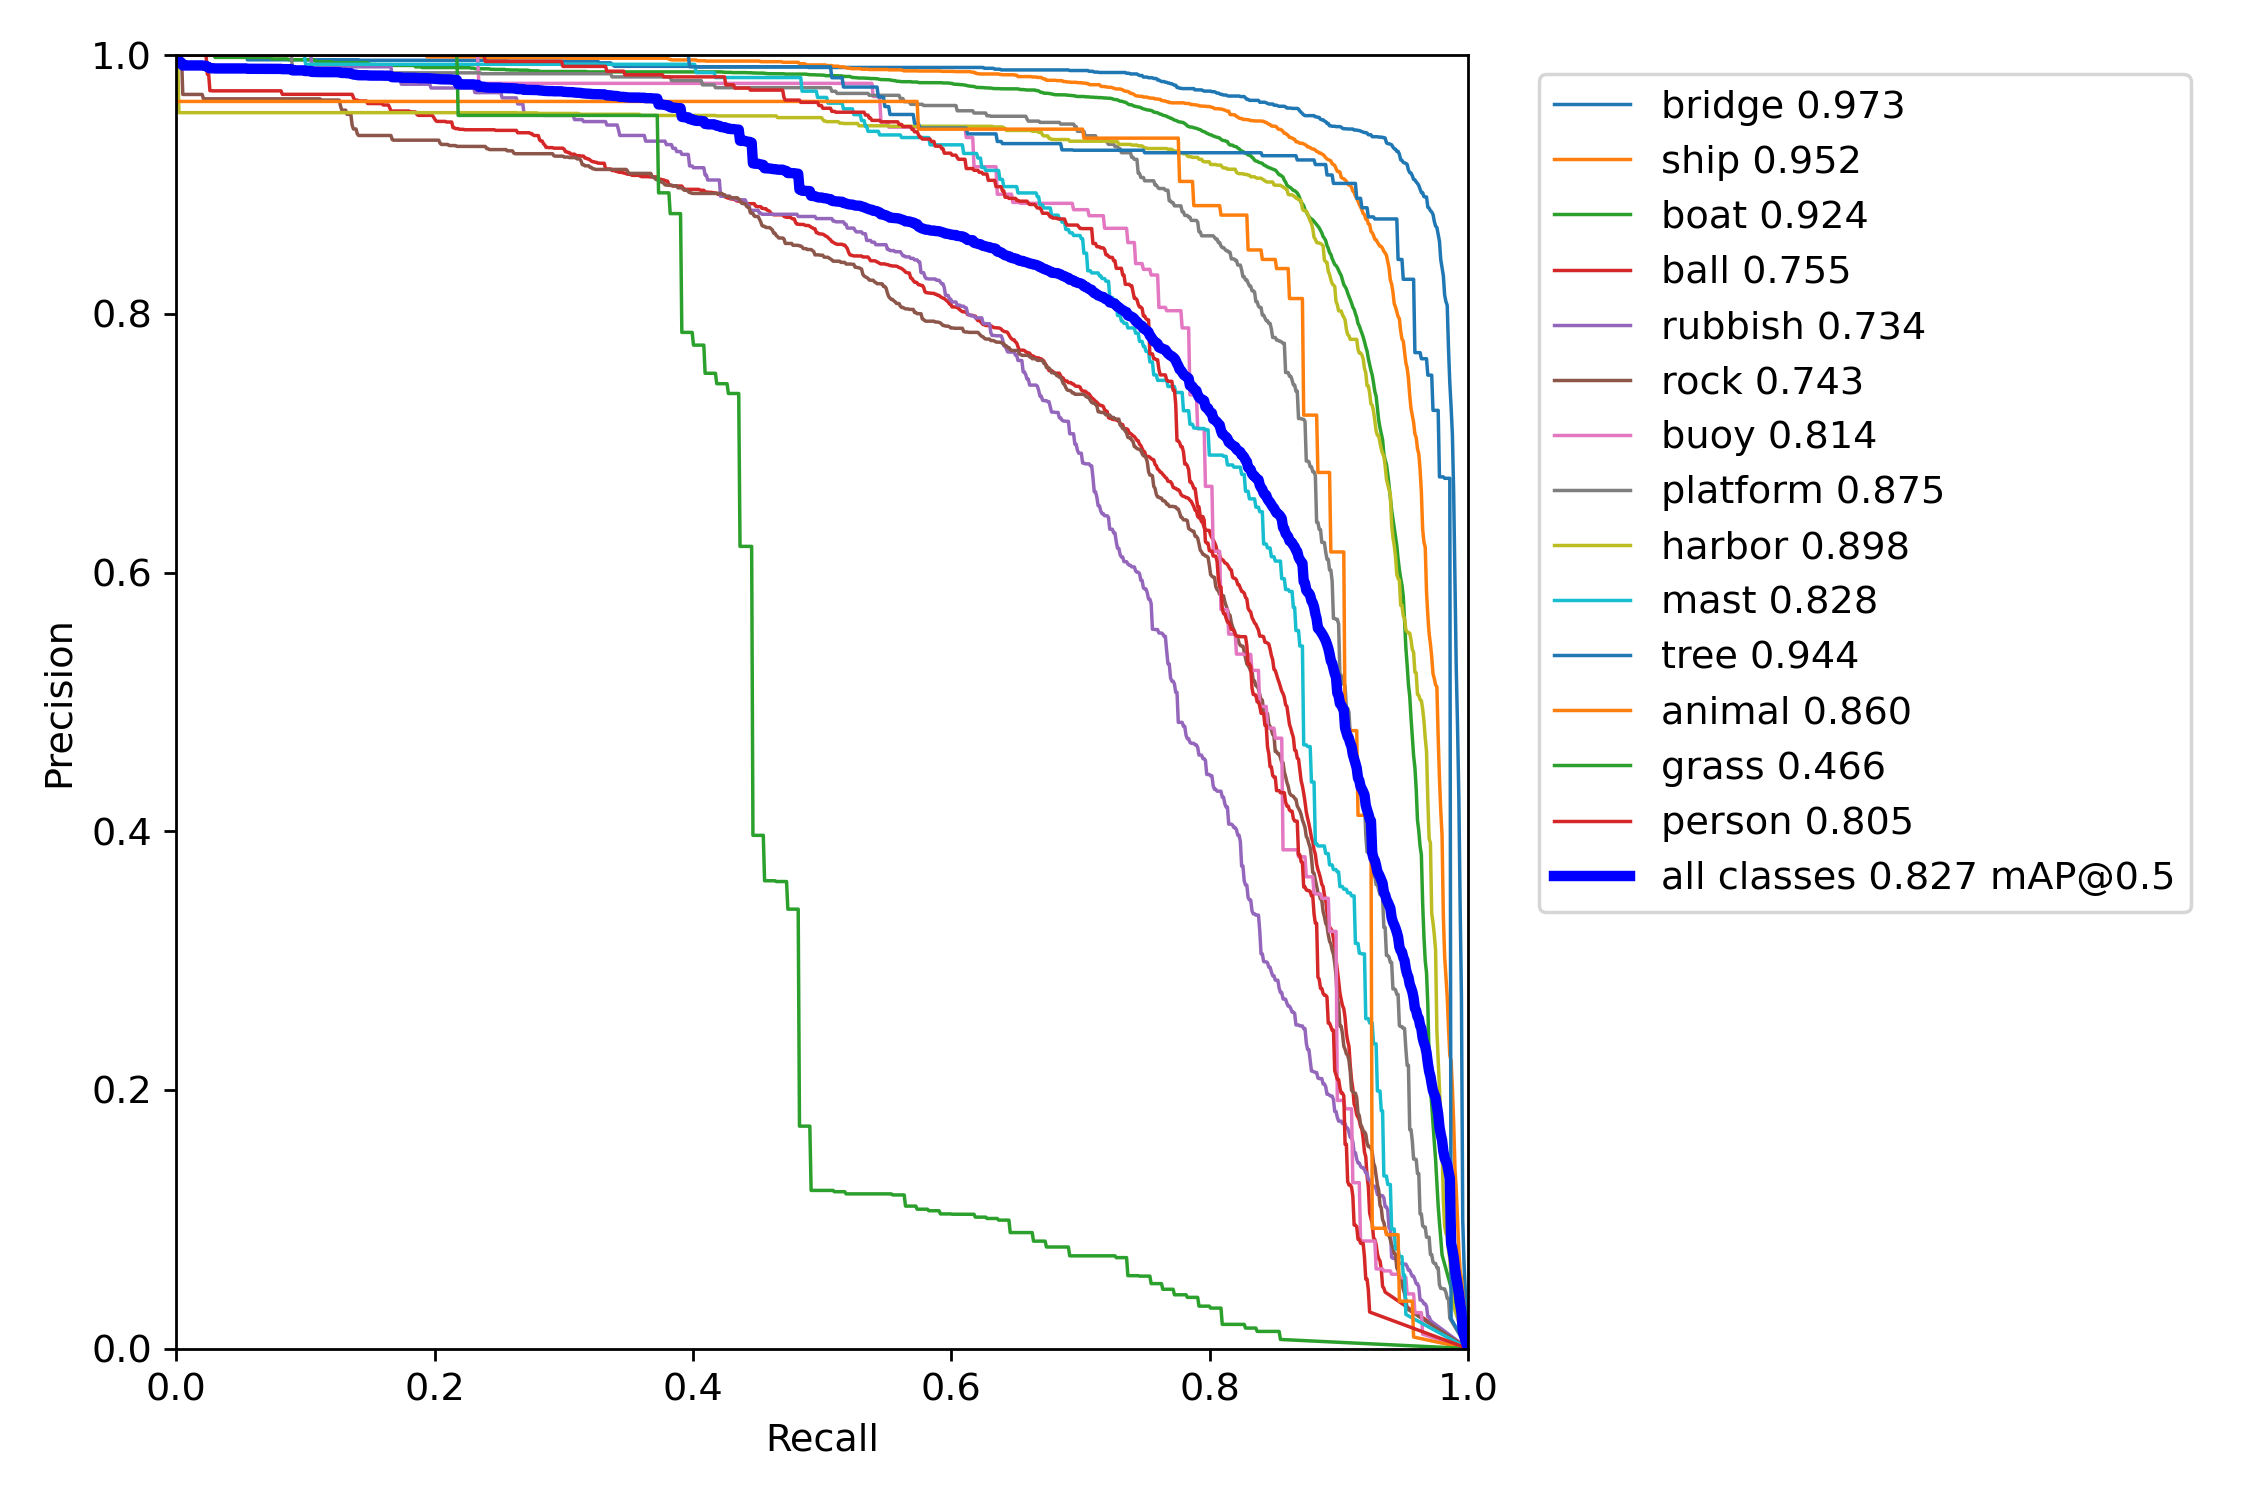 1.0
0.8
0.6
0.4
0.2
0.0
Precision
0.0 0.2 0.4 0.6 0.8 1.0
Recall
bridge 0.973
ship 0.952
boat 0.924
ball 0.755
rubbish 0.734
rock 0.743
buoy 0.814
platform 0.875
harbor 0.898
mast 0.828
tree 0.944
animal 0.860
grass 0.466
person 0.805
all classes 0.827 mAP@0.5